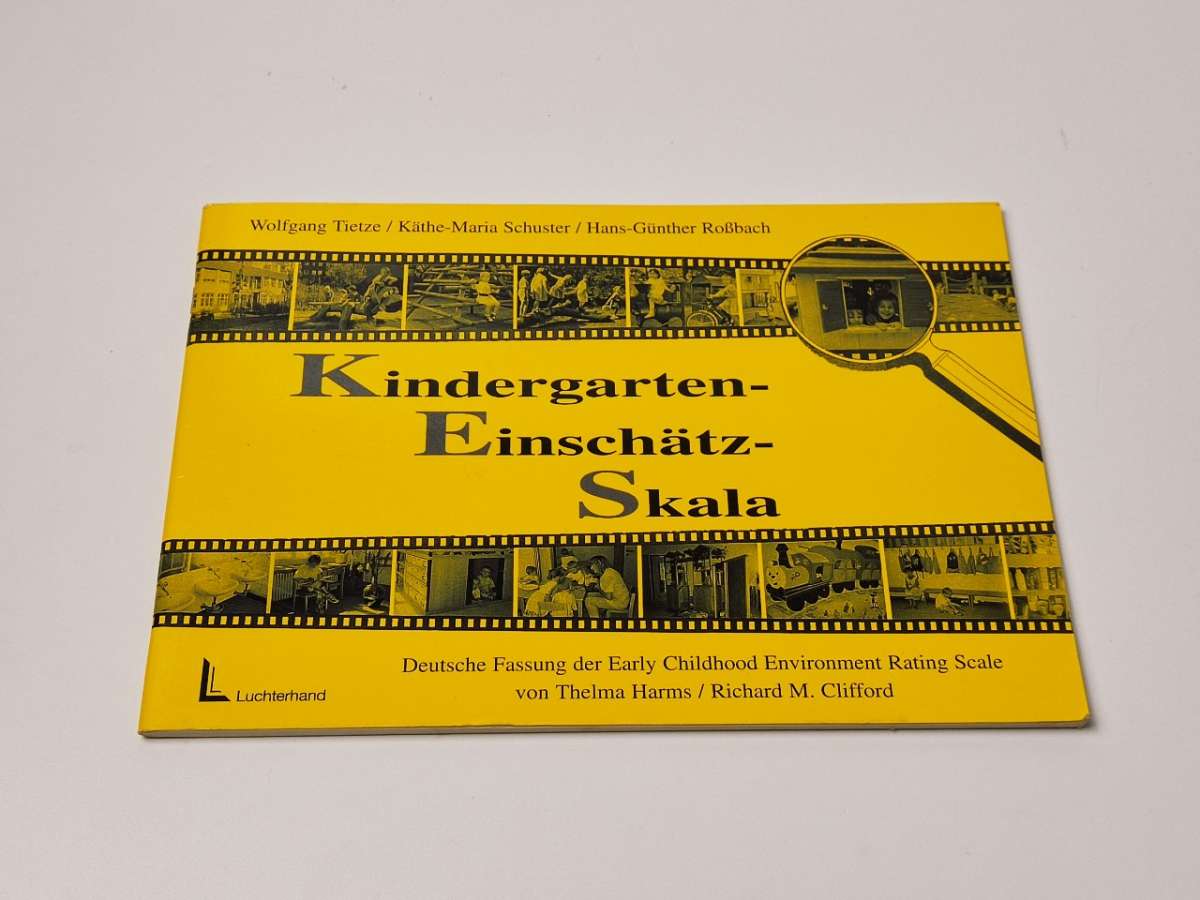 Wolfgang Tietze / Käthe-Maria Schuster / Hans-Günther Roßbach
Kindergarten-
Einschätz-
Skala
Deutsche Fassung der Early Childhood Environment Rating Scale
von Thelma Harms / Richard M. Clifford
Luchterhand